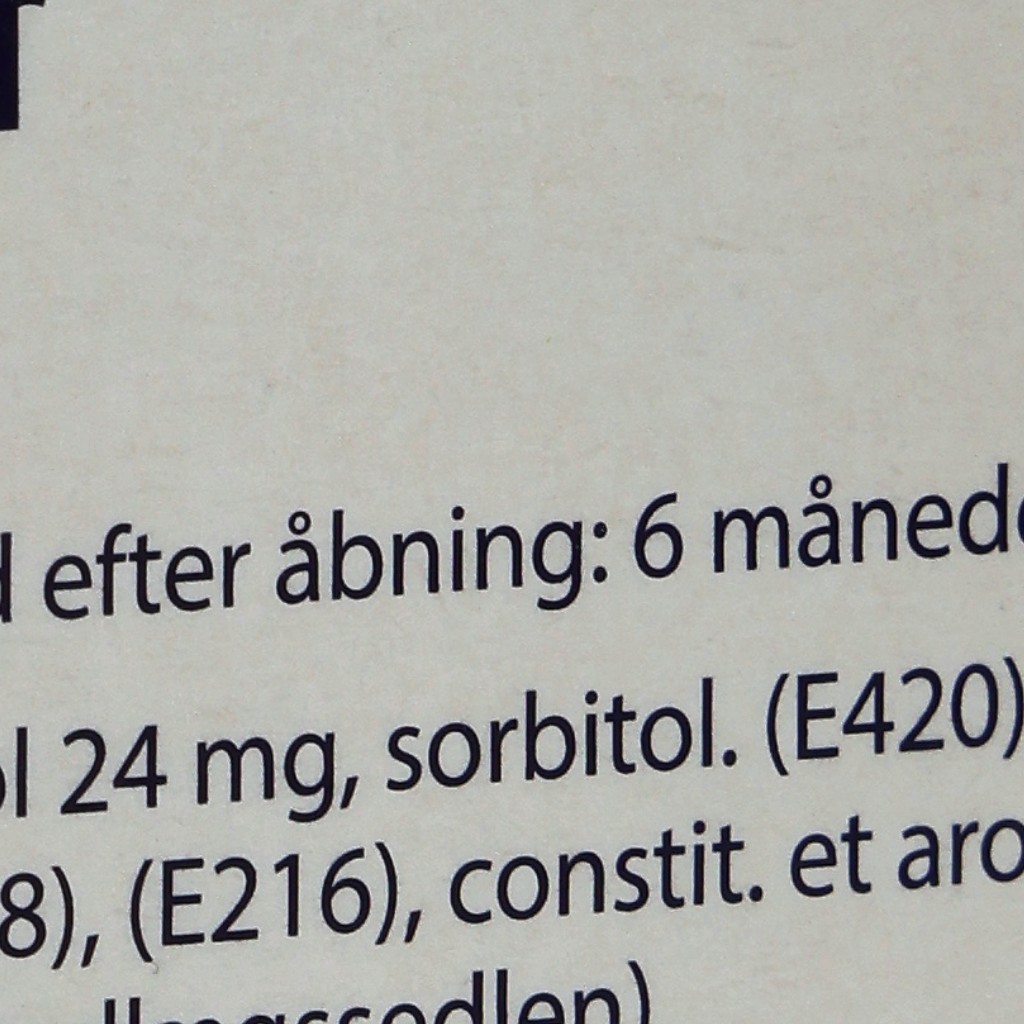 efter åbning: 6 måned
24 mg, sorbitol. (E420)
8), (E216), constit. et aro